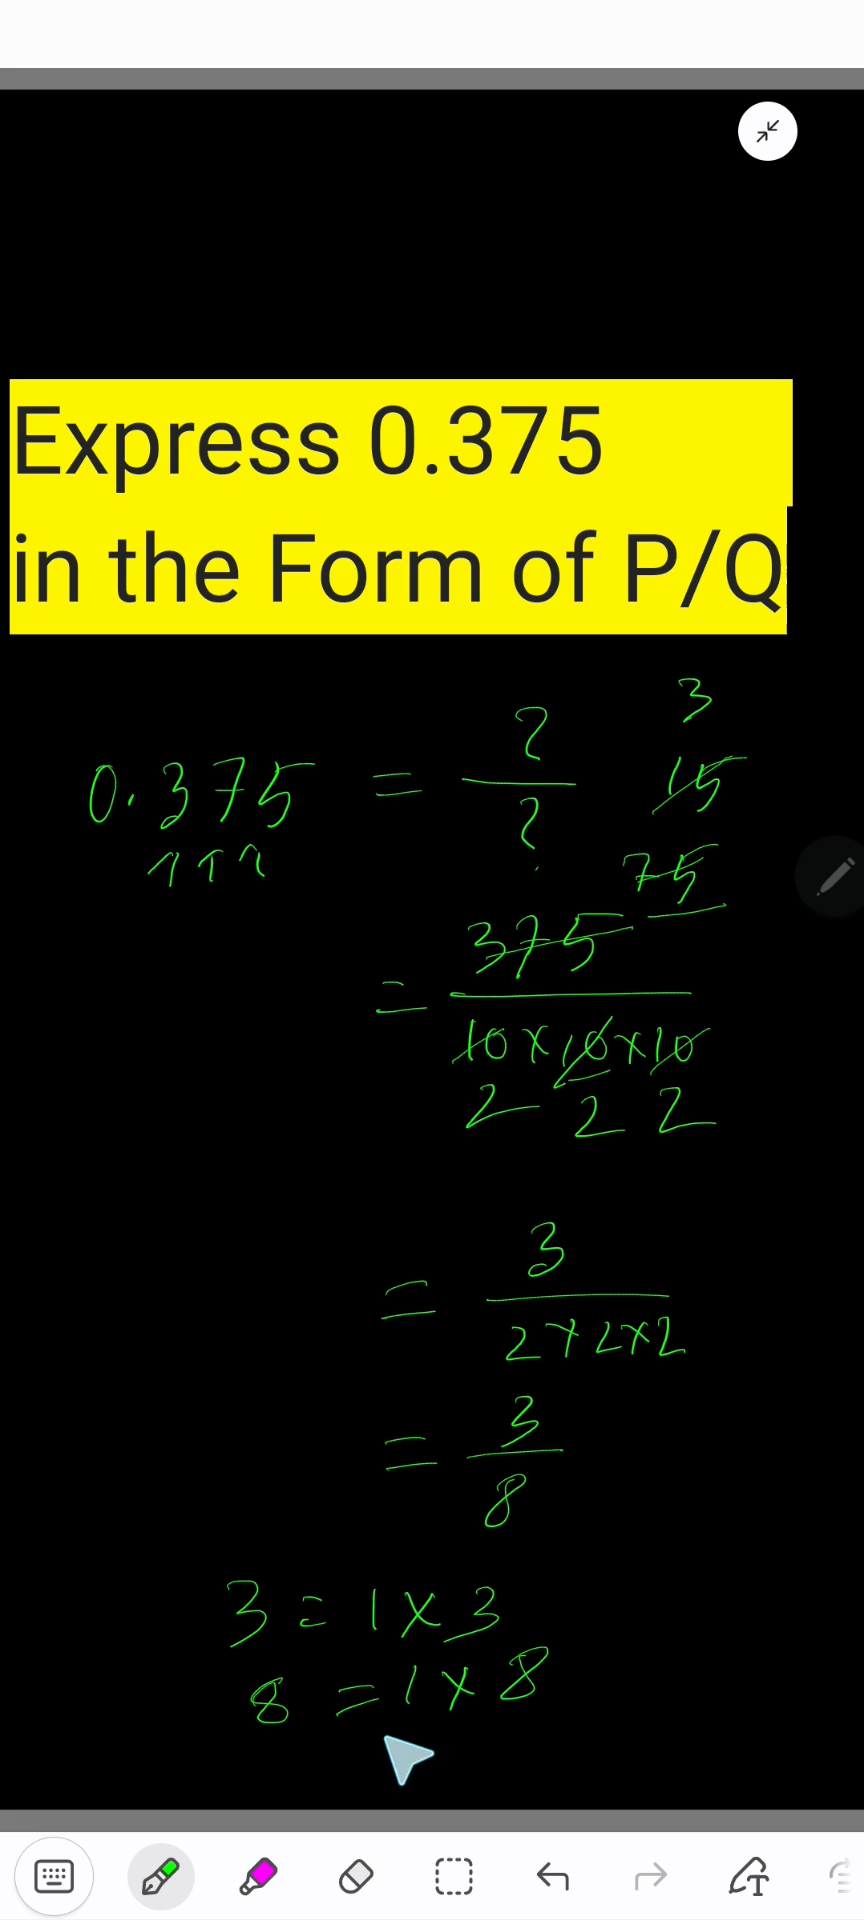 Express 0.375
in the Form of P/Q
3
0.375 = ?/?
15
75
= 375/10×10×10
2 2 2
= 3/2×2×2
= 3/8
3 = 1×3
8 = 1×8